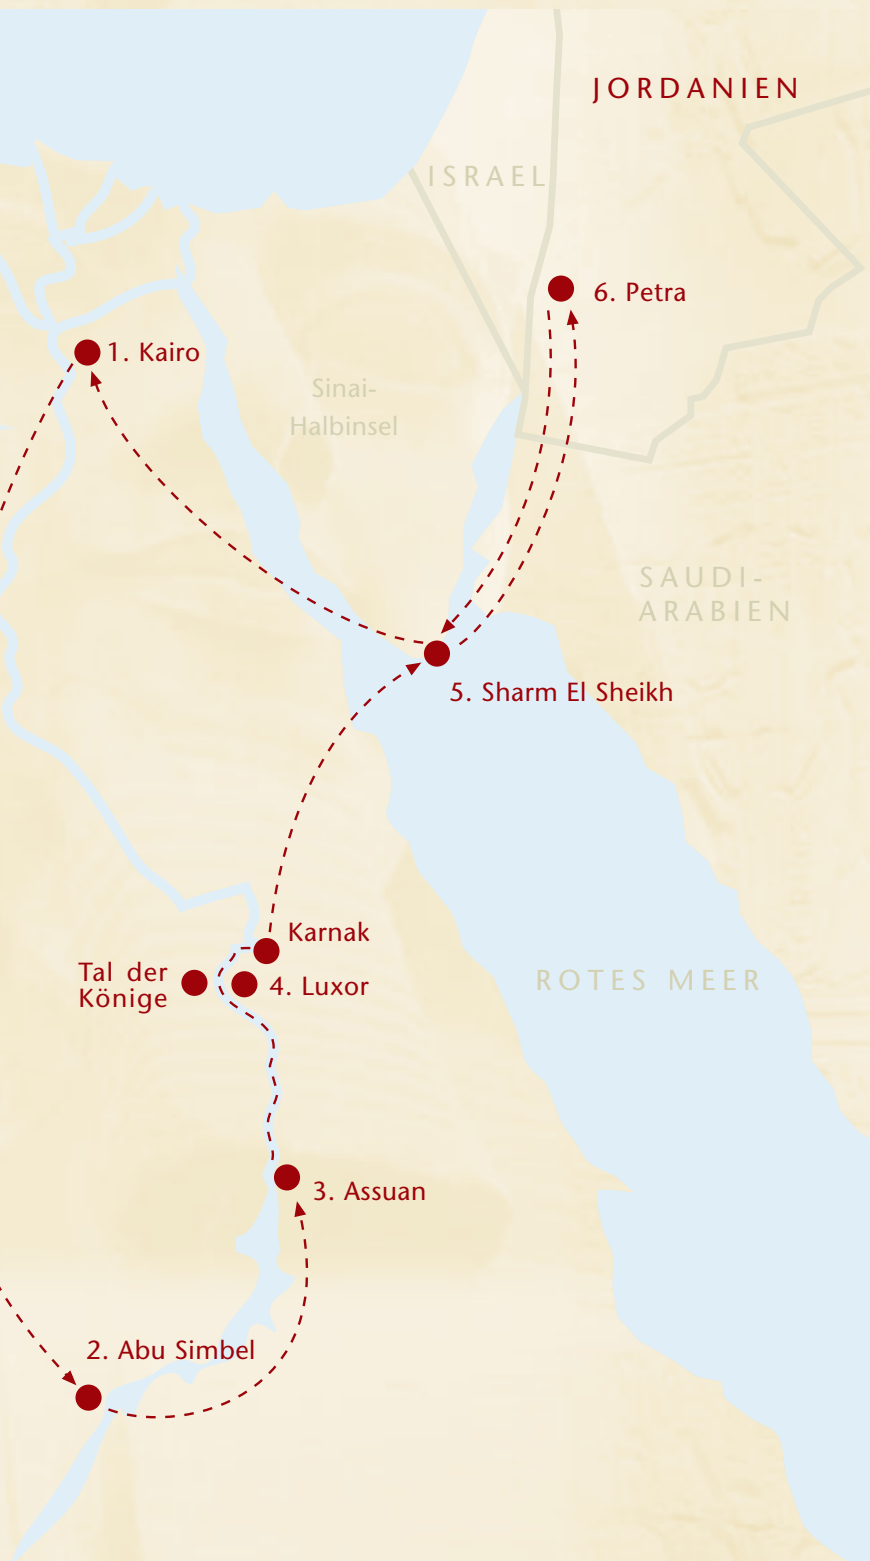 JORDANIEN
ISRAEL
6. Petra
1. Kairo
Sinai-
Halbinsel
SAUDI-
ARABIEN
5. Sharm El Sheikh
Karnak
Tal der
Könige
4. Luxor
ROTES MEER
3. Assuan
2. Abu Simbel